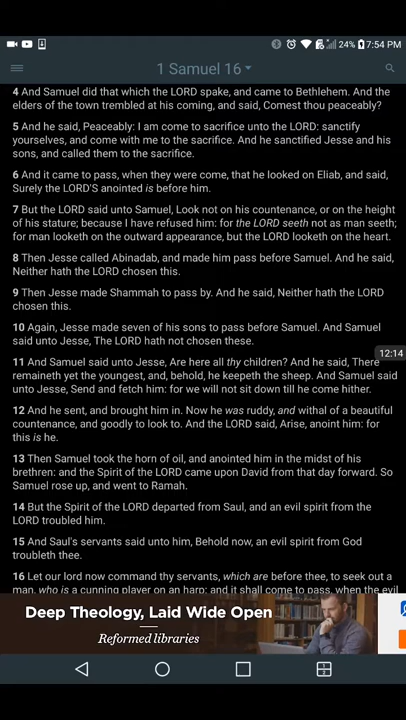 24% 7:54 PM
1 Samuel 16
4 And Samuel did that which the LORD spake, and came to Bethlehem. And the
elders of the town trembled at his coming, and said, Comest thou peaceably?
5 And he said, Peaceably: I am come to sacrifice unto the LORD: sanctify
yourselves, and come with me to the sacrifice. And he sanctified Jesse and his
sons, and called them to the sacrifice.
6 And it came to pass, when they were come, that he looked on Eliab, and said,
Surely the LORD'S anointed is before him.
7 But the LORD said unto Samuel, Look not on his countenance, or on the height
of his stature; because I have refused him: for the LORD seeth not as man seeth;
for man looketh on the outward appearance, but the LORD looketh on the heart.
8 Then Jesse called Abinadab, and made him pass before Samuel. And he said,
Neither hath the LORD chosen this.
9 Then Jesse made Shammah to pass by. And he said, Neither hath the LORD
chosen this.
10 Again, Jesse made seven of his sons to pass before Samuel. And Samuel
said unto Jesse, The LORD hath not chosen these.
12:14
11 And Samuel said unto Jesse, Are here all thy children? And he said, There
remaineth yet the youngest, and, behold, he keepeth the sheep. And Samuel said
unto Jesse, Send and fetch him: for we will not sit down till he come hither.
12 And he sent, and brought him in. Now he was ruddy, and withal of a beautiful
countenance, and goodly to look to. And the LORD said, Arise, anoint him: for
this is he.
13 Then Samuel took the horn of oil, and anointed him in the midst of his
brethren: and the Spirit of the LORD came upon David from that day forward. So
Samuel rose up, and went to Ramah.
14 But the Spirit of the LORD departed from Saul, and an evil spirit from the
LORD troubled him.
15 And Saul's servants said unto him, Behold now, an evil spirit from God
troubleth thee.
16 Let our lord now command thy servants, which are before thee, to seek out a
man, who is a cunning player on an harp: and it shall come to pass, when the evil
Deep Theology, Laid Wide Open
Reformed libraries